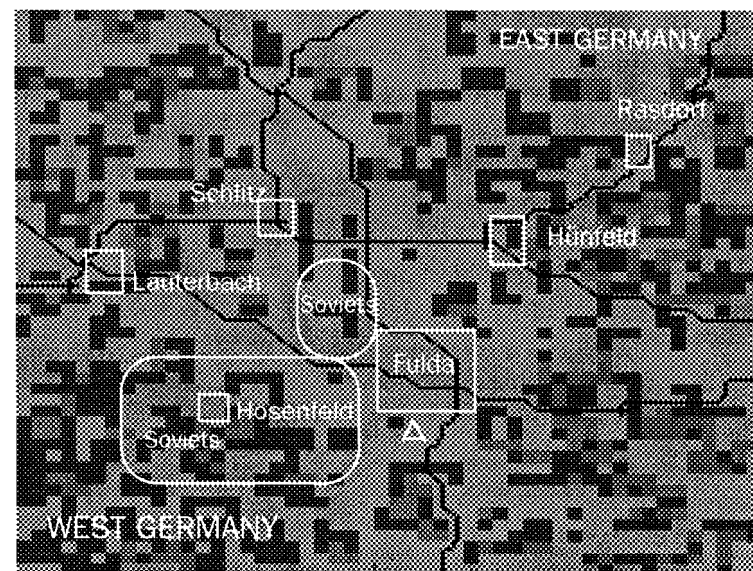 EAST GERMANY
Rasdorf
Schlitz
Hünfeld
Lauterbach
Soviets
Fulda
Hosenfeld
Soviets
WEST GERMANY